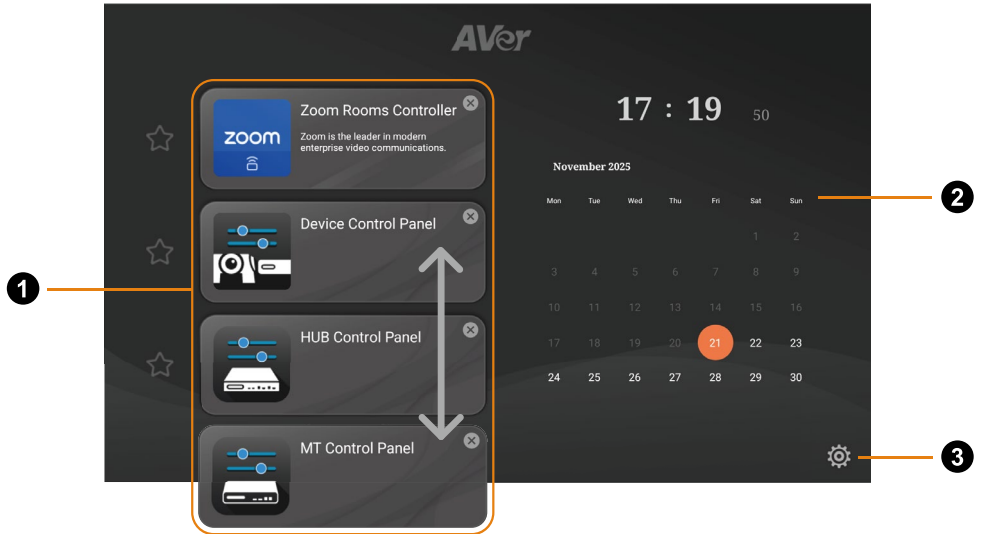 AVer
Zoom Rooms Controller
zoom
Zoom is the leader in modern
enterprise video communications.
Device Control Panel
HUB Control Panel
MT Control Panel
17 : 19 50
November 2025
Mon Tue Wed Thu Fri Sat Sun
1 2
3 4 5 6 7 8 9
10 11 12 13 14 15 16
17 18 19 20 21 22 23
24 25 26 27 28 29 30
1
2
3